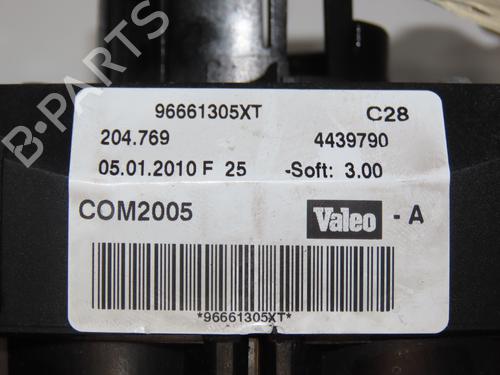 96661305XT C28
204.769 4439790
05.01.2010 F 25 -Soft: 3.00
COM2005 Valeo - A
*96661305XT*
B-PARTS